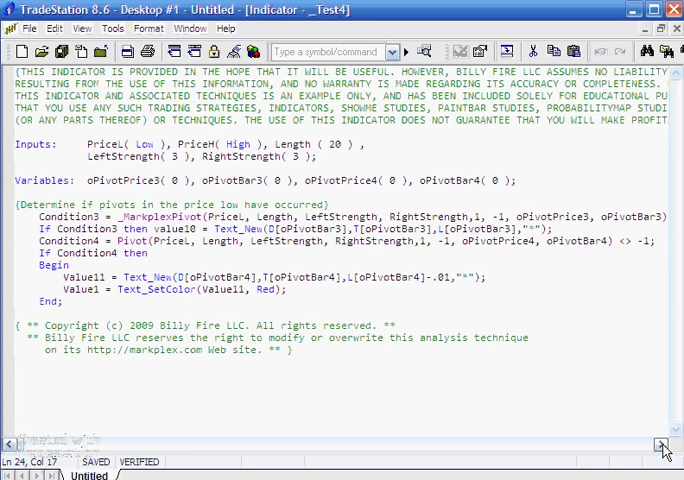 TradeStation 8.6 - Desktop #1 - Untitled - [Indicator - _Test4]
File Edit View Tools Format Window Help
Type a symbol/command
{THIS INDICATOR IS PROVIDED IN THE HOPE THAT IT WILL BE USEFUL. HOWEVER, BILLY FIRE LLC ASSUMES NO LIABILITY
RESULTING FROM THE USE OF THIS INFORMATION, AND NO WARRANTY IS MADE REGARDING ITS ACCURACY OR COMPLETENESS.
THIS INDICATOR AND ASSOCIATED TECHNIQUES IS AN EXAMPLE ONLY, AND HAS BEEN INCLUDED SOLELY FOR EDUCATIONAL PU
THAT YOU USE ANY SUCH TRADING STRATEGIES, INDICATORS, SHOWME STUDIES, PAINTBAR STUDIES, PROBABILITYMAP STUDI
(OR ANY PARTS THEREOF) OR TECHNIQUES. THE USE OF THIS INDICATOR DOES NOT GUARANTEE THAT YOU WILL MAKE PROFIT
Inputs: PriceL( Low ), PriceH( High ), Length ( 20 ) ,
LeftStrength( 3 ), RightStrength( 3 );
Variables: oPivotPrice3( 0 ), oPivotBar3( 0 ), oPivotPrice4( 0 ), oPivotBar4( 0 );
{Determine if pivots in the price low have occurred}
Condition3 = _MarkplexPivot(PriceL, Length, LeftStrength, RightStrength,1, -1, oPivotPrice3, oPivotBar3)
If Condition3 then value10 = Text_New(D[oPivotBar3],T[oPivotBar3],L[oPivotBar3],"*");
Condition4 = Pivot(PriceL, Length, LeftStrength, RightStrength,1, -1, oPivotPrice4, oPivotBar4) <> -1;
If Condition4 then
Begin
Value11 = Text_New(D[oPivotBar4],T[oPivotBar4],L[oPivotBar4]-.01,"*");
Value1 = Text_SetColor(Value11, Red);
End;
{ ** Copyright (c) 2009 Billy Fire LLC. All rights reserved. **
** Billy Fire LLC reserves the right to modify or overwrite this analysis technique
on its http://markplex.com Web site. ** }
Ln 24, Col 17 SAVED VERIFIED
Untitled